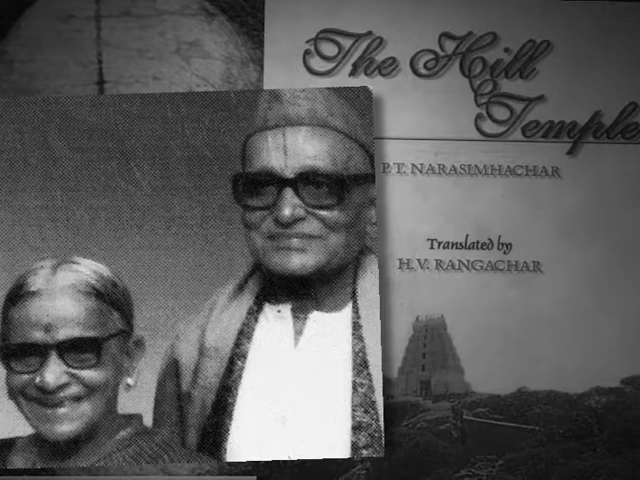 The Hill
Temple
P.T. NARASIMHACHAR
Translated by
H.V. RANGACHAR